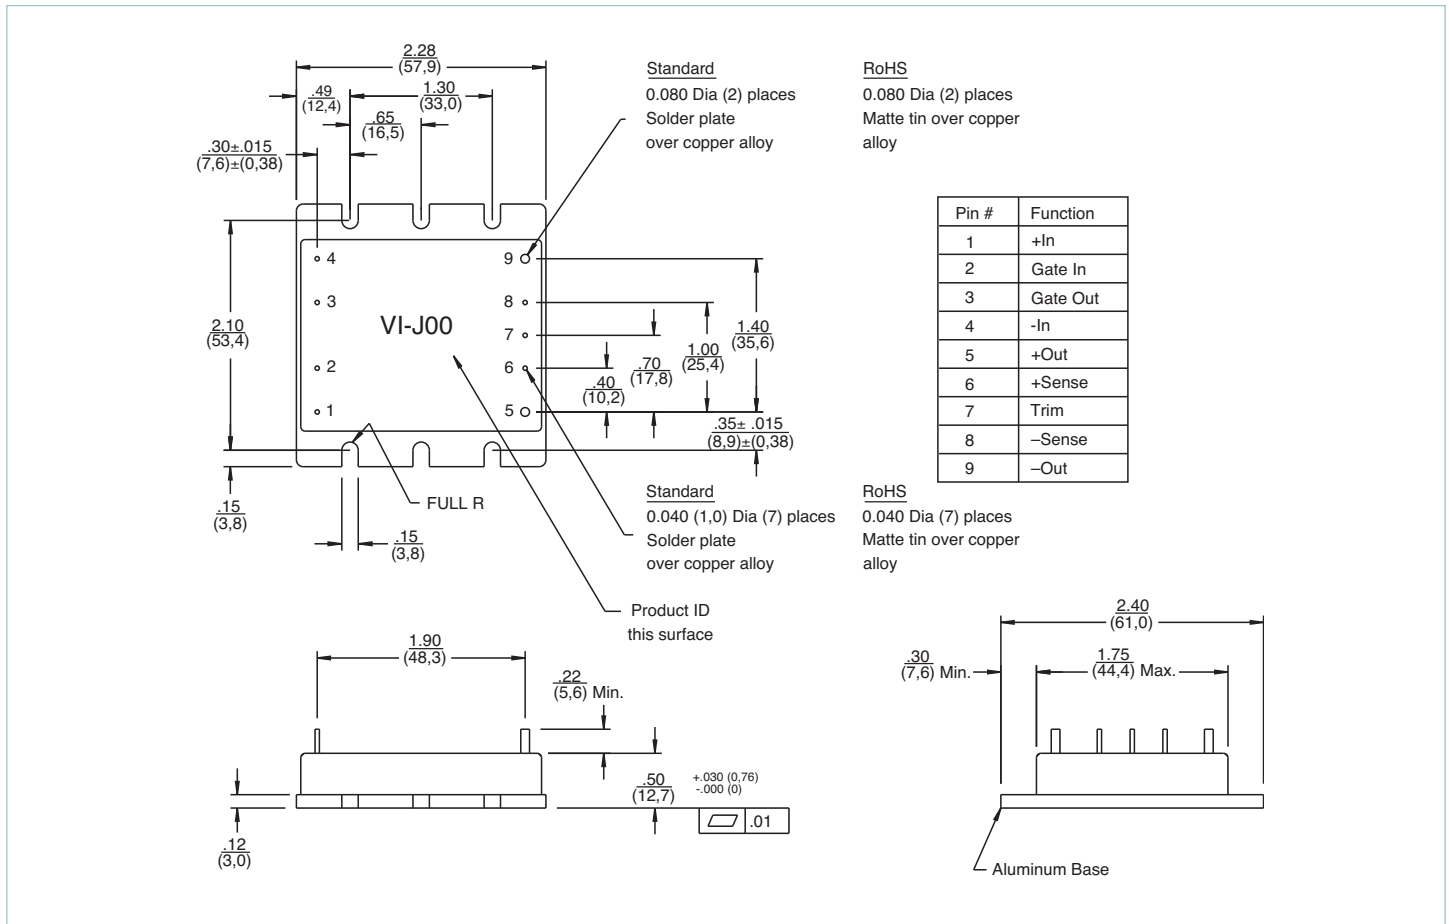 2.28
(57,9)
.49
(12,4)
1.30
(33,0)
.65
(16,5)
.30±.015
(7,6)±(0,38)
Standard
0.080 Dia (2) places
Solder plate
over copper alloy
RoHS
0.080 Dia (2) places
Matte tin over copper
alloy
4
3
2
1
9
8
7
6
5
VI-J00
2.10
(53,4)
1.40
(35,6)
1.00
(25,4)
.70
(17,8)
.40
(10,2)
.35± .015
(8,9)±(0,38)
Pin # Function
1 +In
2 Gate In
3 Gate Out
4 -In
5 +Out
6 +Sense
7 Trim
8 –Sense
9 –Out
.15
(3,8)
.15
(3,8)
FULL R
Standard
0.040 (1,0) Dia (7) places
Solder plate
over copper alloy
RoHS
0.040 Dia (7) places
Matte tin over copper
alloy
Product ID
this surface
1.90
(48,3)
.22
(5,6) Min.
.50
(12,7)
+.030 (0,76)
-.000 (0)
.01
.12
(3,0)
2.40
(61,0)
.30
(7,6) Min.
1.75
(44,4) Max.
Aluminum Base